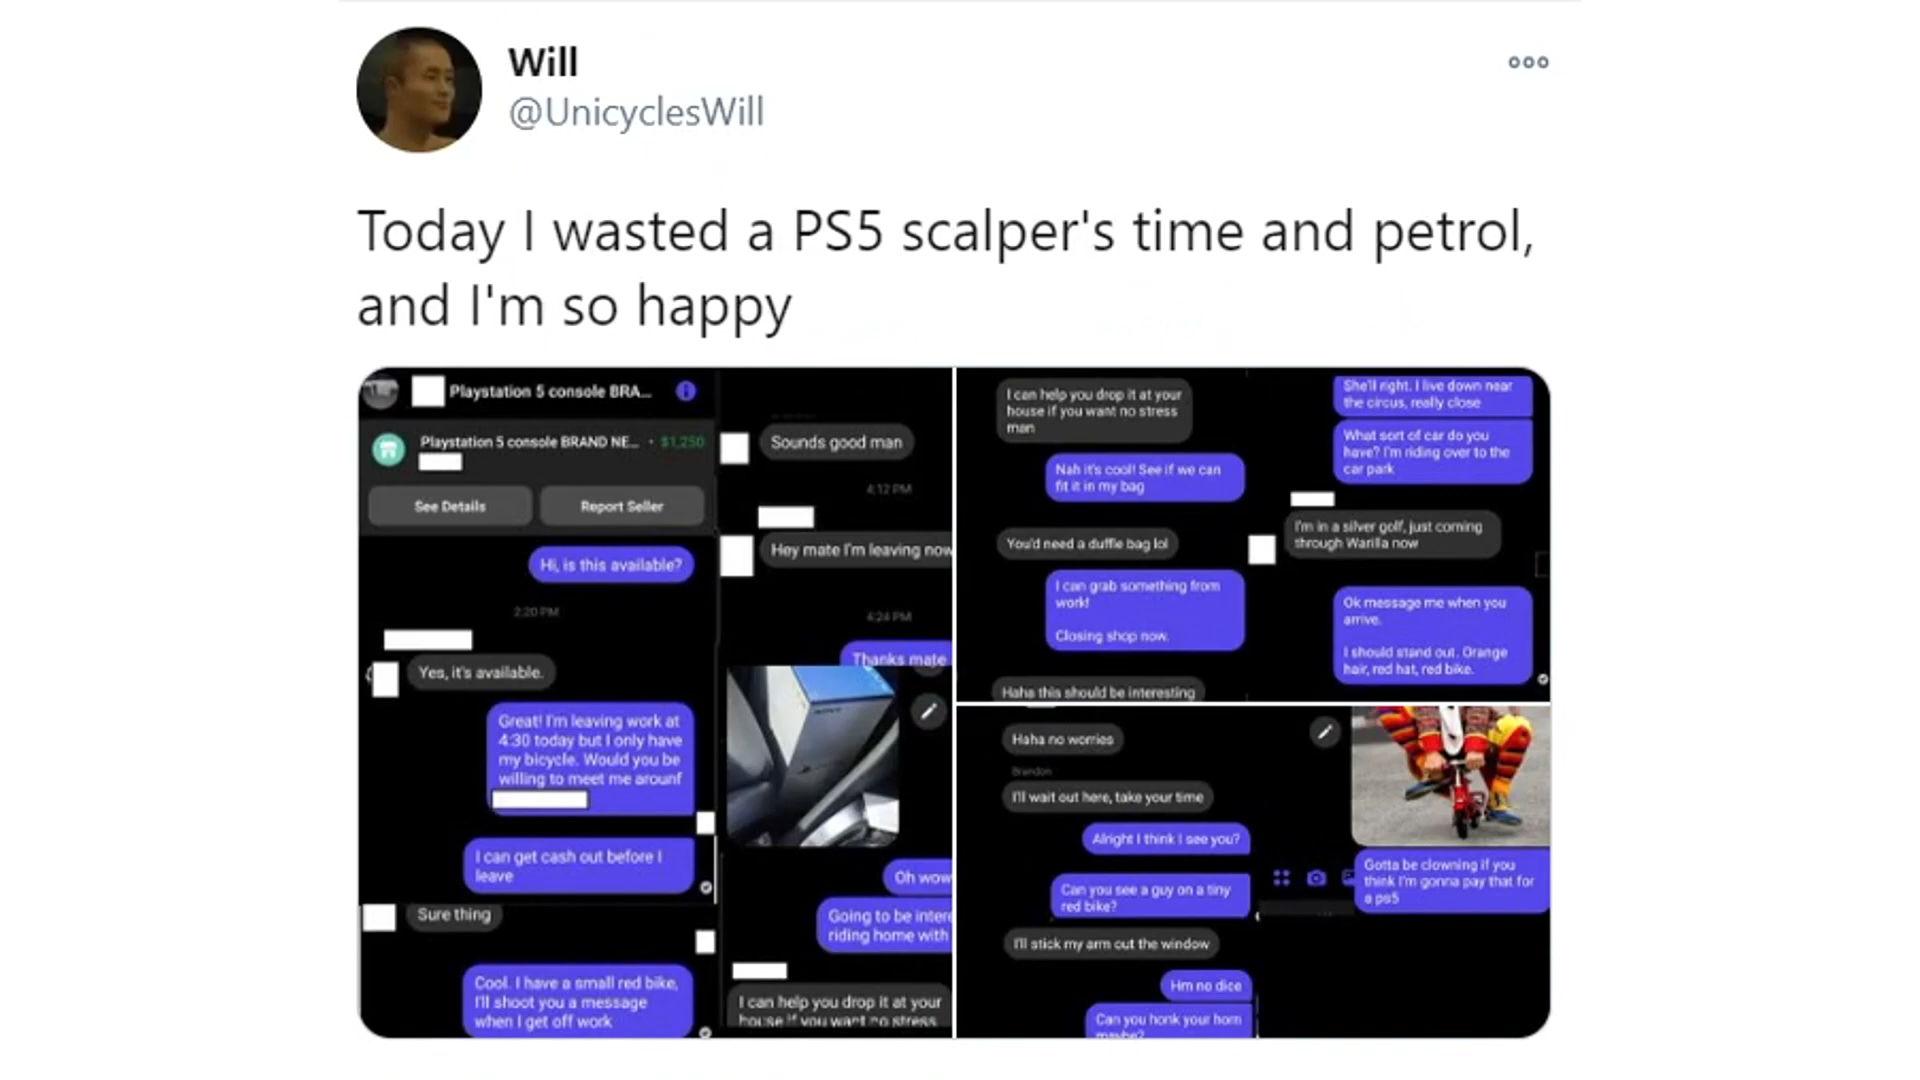 Will
@UnicyclesWill
Today I wasted a PS5 scalper's time and petrol,
and I'm so happy
Playstation 5 console BRA...
Playstation 5 console BRAND NE... · $1,250
See Details
Report Seller
Hi, is this available?
2:20 PM
Yes, it's available.
Great! I'm leaving work at
4:30 today but I only have
my bicycle. Would you be
willing to meet me arounf
I can get cash out before I
leave
Sure thing
Cool. I have a small red bike,
I'll shoot you a message
when I get off work
Sounds good man
4:12 PM
Hey mate I'm leaving now
4:24 PM
Thanks mate
SONY
Oh wow
Going to be inter
riding home with
I can help you drop it at your
house if you want no stress
I can help you drop it at your
house if you want no stress
man
Nah it's cool! See if we can
fit it in my bag
You'd need a duffle bag lol
I can grab something from
work!
Closing shop now.
Haha this should be interesting
She'll right. I live down near
the circus, really close
What sort of car do you
have? I'm riding over to the
car park
I'm in a silver golf, just coming
through Warilla now
Ok message me when you
arrive.
I should stand out. Orange
hair, red hat, red bike.
Haha no worries
Brandon
I'll wait out here, take your time
Alright I think I see you?
Can you see a guy on a tiny
red bike?
I'll stick my arm out the window
Hm no dice
Can you honk your horn
maybe?
Gotta be clowning if you
think I'm gonna pay that for
a ps5